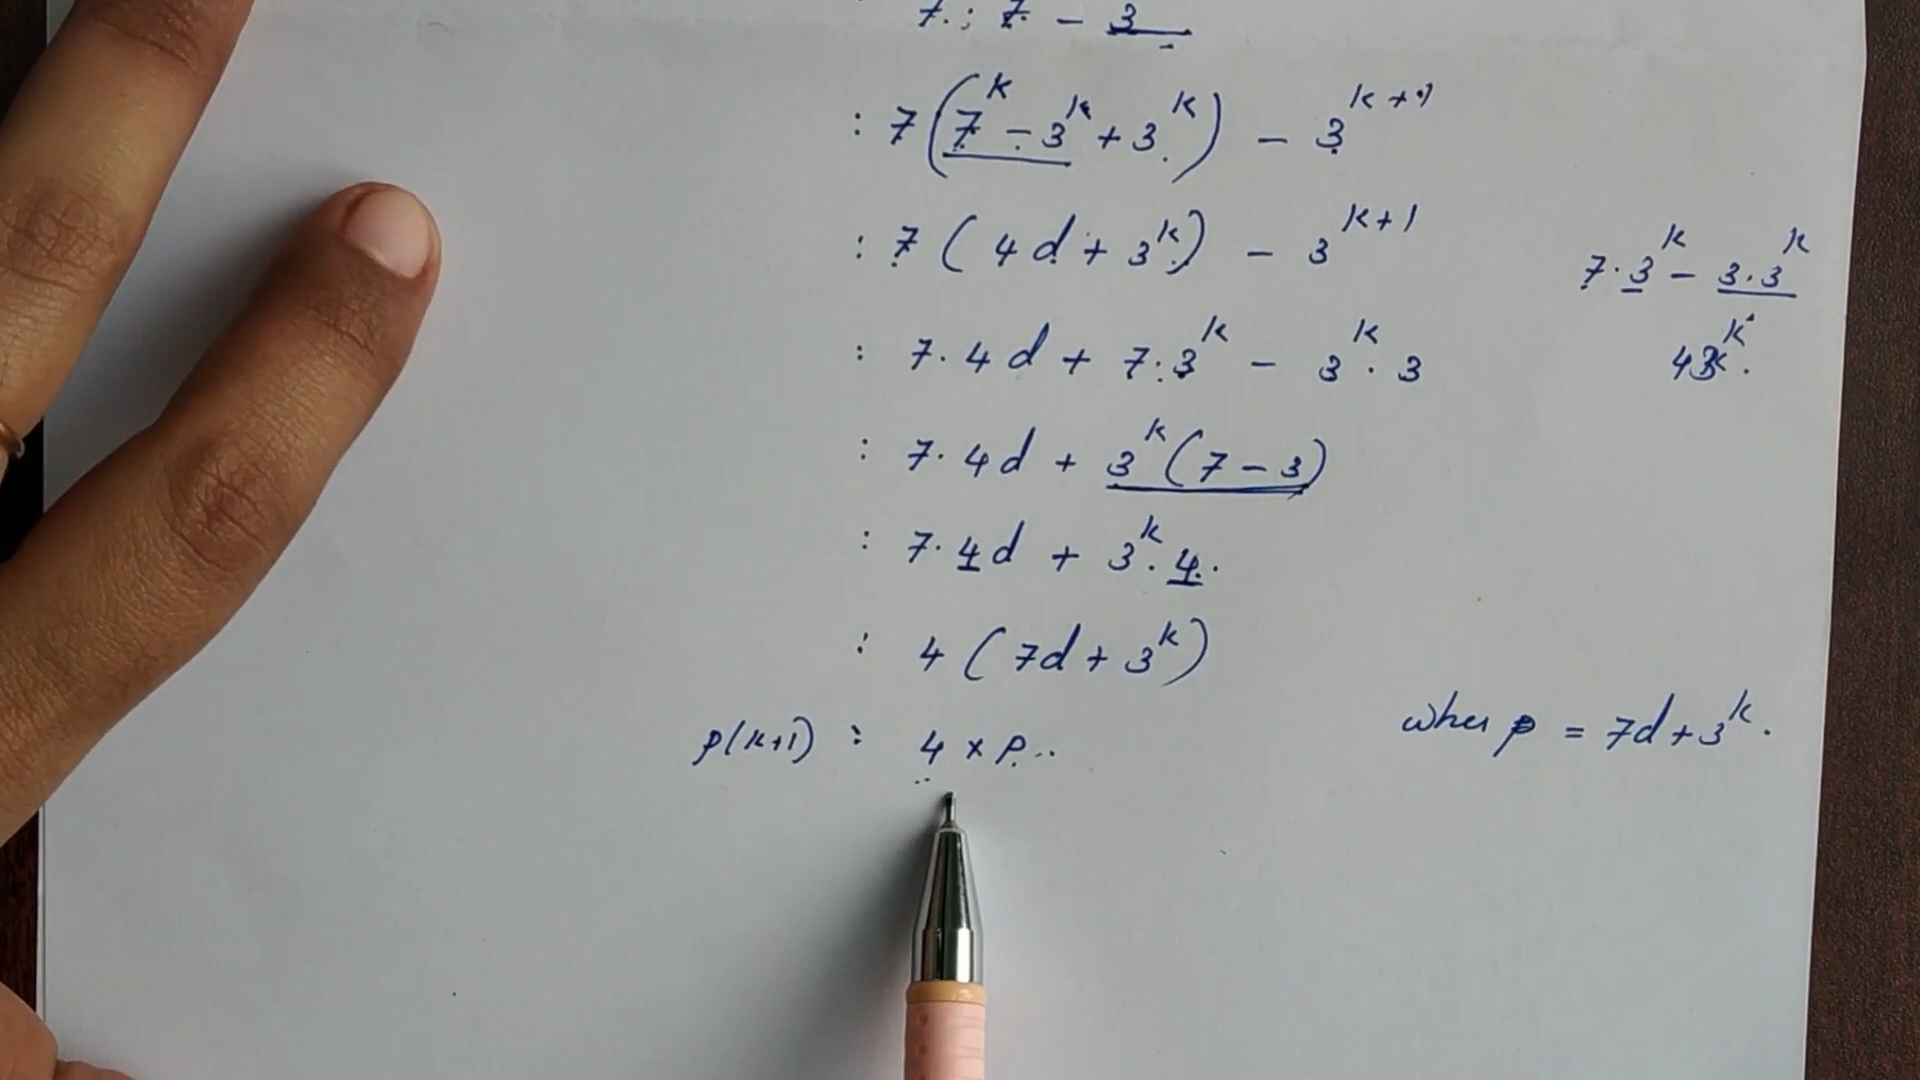 7 . 7 - 3
: 7(7^k - 3^k + 3^k) - 3^{k+1}
: 7(4d + 3^k) - 3^{k+1}
7 . 3^k - 3 . 3^k
: 7 . 4d + 7 . 3^k - 3^k . 3
: 7 . 4d + 3^k(7 - 3)
: 7 . 4d + 3^k . 4 .
: 4(7d + 3^k)
p(k+1) : 4 x p . .
when p = 7d + 3^k .